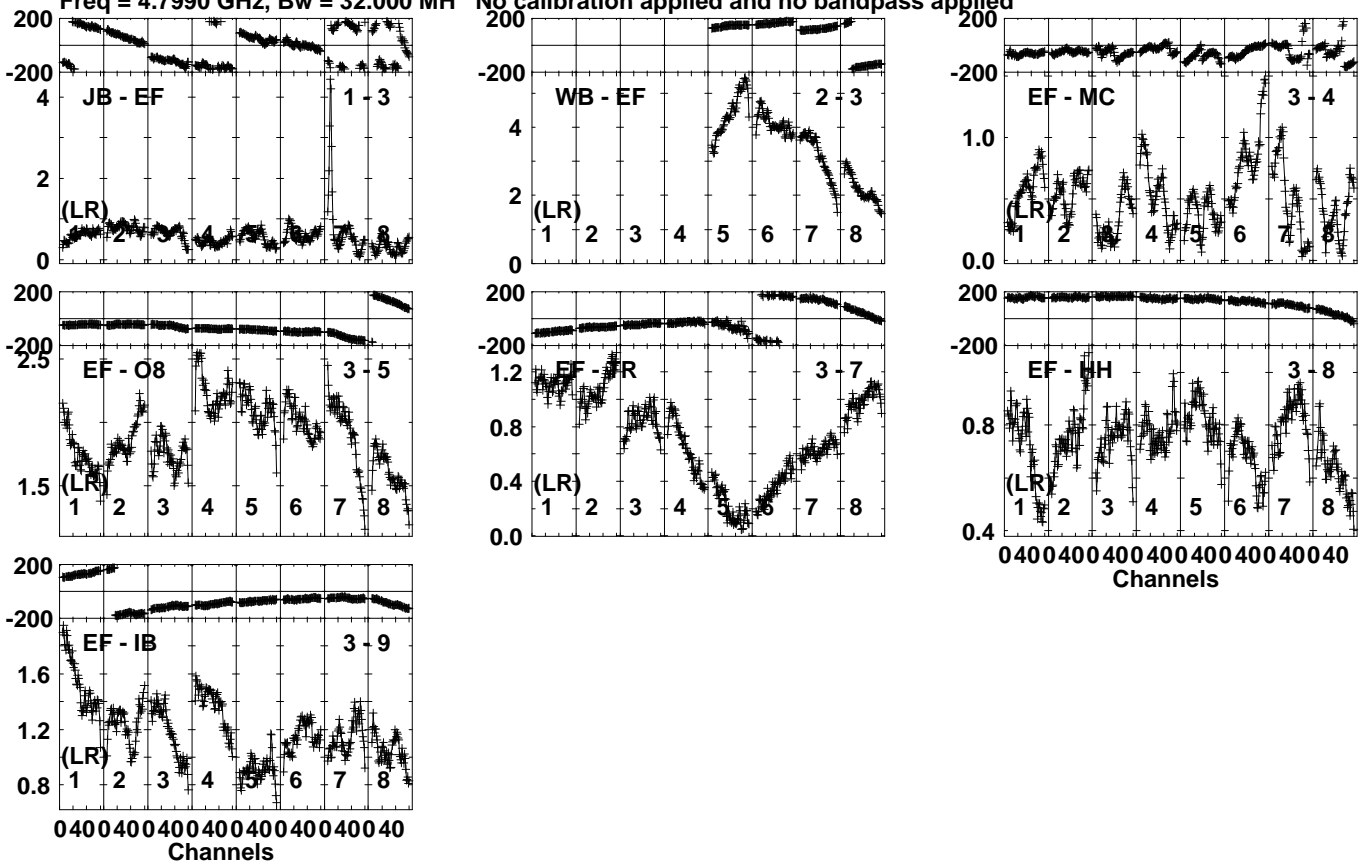 Freq = 4.7990 GHz, Bw = 32.000 MH No calibration applied and no bandpass applied
200
-200
JB - EF 1 - 3
4
2
0
(LR)
1 2 3 4 5 6 7 8
200
-200
WB - EF 2 - 3
4
2
0
(LR)
1 2 3 4 5 6 7 8
200
-200
EF - MC 3 - 4
1.0
0.0
(LR)
1 2 3 4 5 6 7 8
200
-200
EF - O8 3 - 5
2.5
1.5
(LR)
1 2 3 4 5 6 7 8
200
-200
EF - TR 3 - 7
1.2
0.8
0.4
0.0
(LR)
1 2 3 4 5 6 7 8
200
-200
EF - HH 3 - 8
0.8
0.4
(LR)
1 2 3 4 5 6 7 8
0 40 0 40 0 40 0 40 0 40 0 40 0 40 0 40
Channels
200
-200
EF - IB 3 - 9
1.6
1.2
0.8
(LR)
1 2 3 4 5 6 7 8
0 40 0 40 0 40 0 40 0 40 0 40 0 40 0 40
Channels